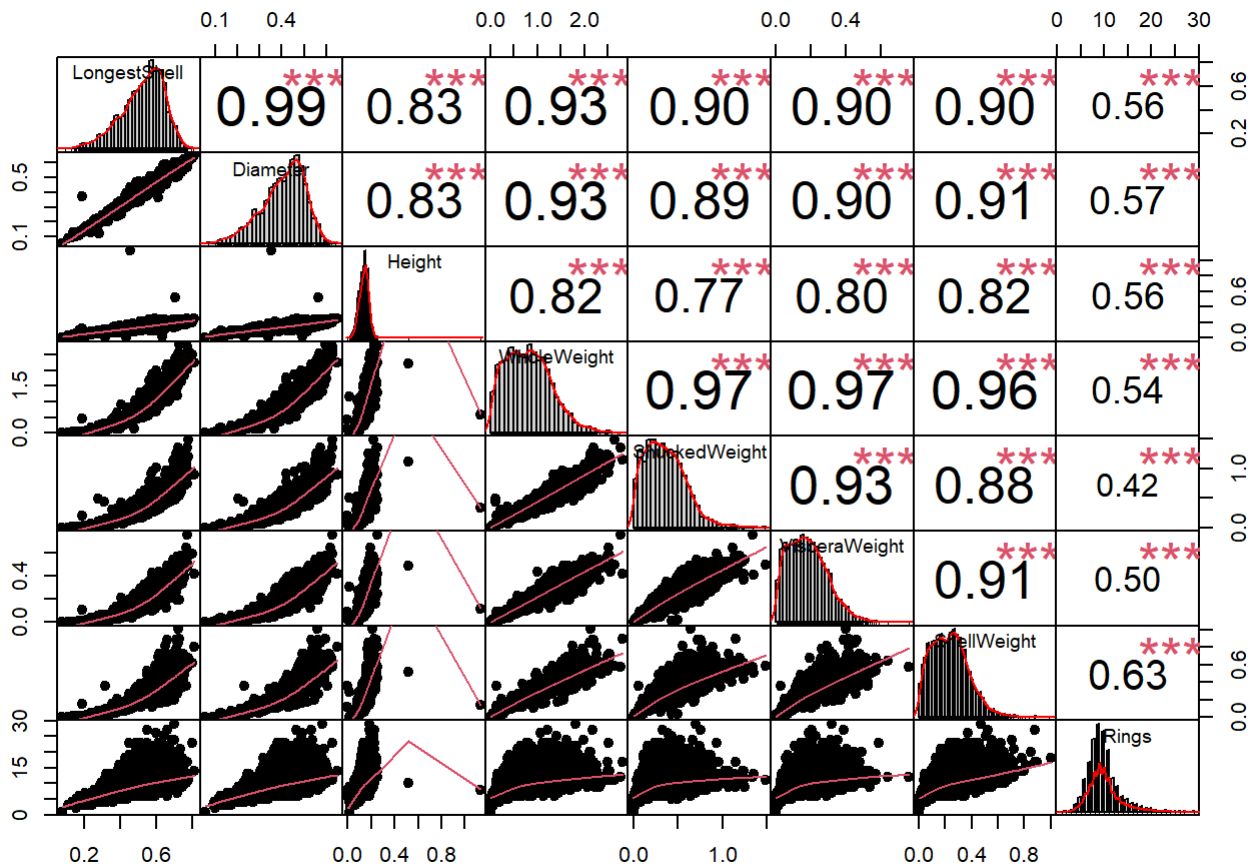 0.1 0.4 0.0 1.0 2.0 0.0 0.4 0 10 20 30
LongestShell *** 0.99 *** 0.83 *** 0.93 *** 0.90 *** 0.90 *** 0.90 *** 0.56 0.2 0.6
0.1 0.5 Diameter *** 0.83 *** 0.93 *** 0.89 *** 0.90 *** 0.91 *** 0.57
Height *** 0.82 *** 0.77 *** 0.80 *** 0.82 *** 0.56 0.0 0.6
0.0 1.5 WholeWeight *** 0.97 *** 0.97 *** 0.96 *** 0.54
ShuckedWeight *** 0.93 *** 0.88 *** 0.42 0.0 1.0
0.0 0.4 VisceraWeight *** 0.91 *** 0.50
ShellWeight *** 0.63 0.0 0.6
0 15 30 Rings
0.2 0.6 0.0 0.4 0.8 0.0 1.0 0.0 0.4 0.8